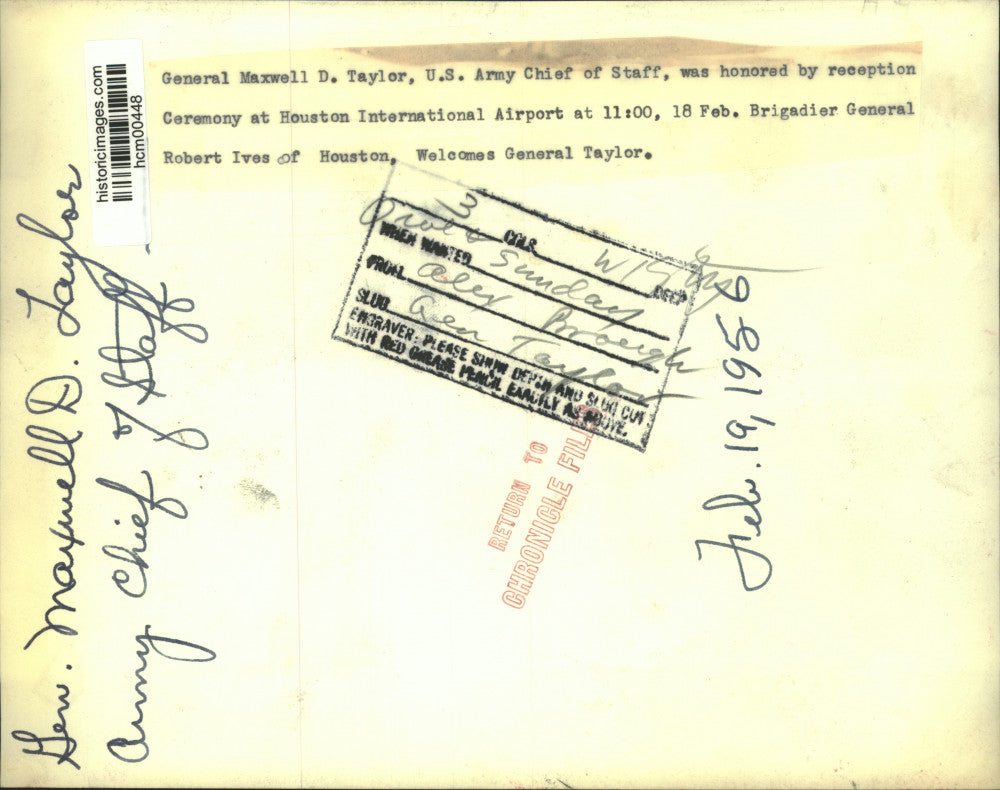 General Maxwell D. Taylor, U.S. Army Chief of Staff, was honored by reception
Ceremony at Houston International Airport at 11:00, 18 Feb. Brigadier General
Robert Ives of Houston, Welcomes General Taylor.
historicimages.com
hcm00448
Gen. Maxwell D. Taylor
Army Chief of Staff
COLS. DEEP
WHEN WANTED Sunday
PROM.
SLUG Gen Taylor
ENGRAVER: PLEASE SHOW DEPTH AND SLUG CUT
WITH RED GREASE PENCIL EXACTLY AS ABOVE.
RETURN TO
CHRONICLE FILES
Feb. 19, 1956